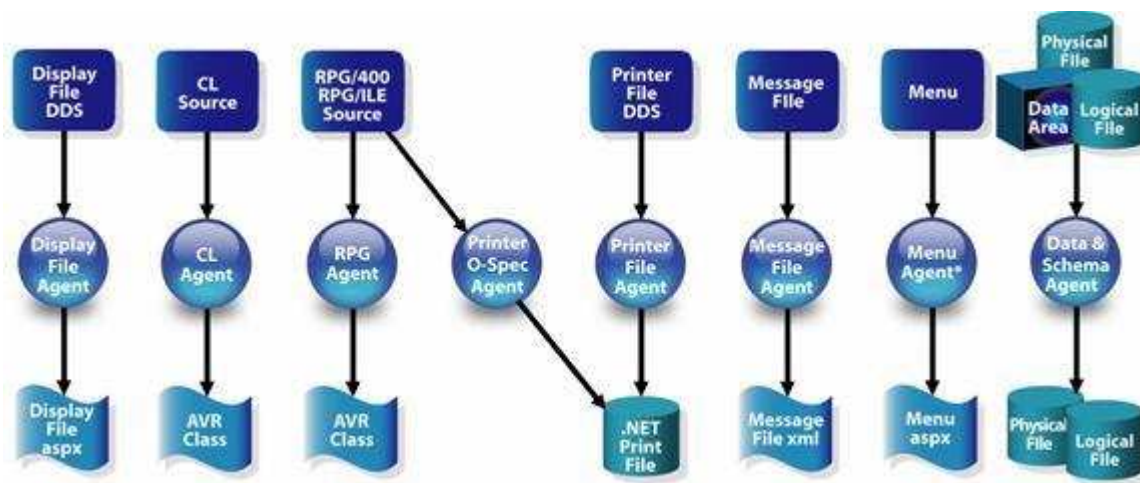 Display
File
DDS
CL
Source
RPG/400
RPG/ILE
Source
Printer
File
DDS
Message
File
Menu
Physical
File
Data
Area
Logical
File
Display
File
Agent
CL
Agent
RPG
Agent
Printer
O-Spec
Agent
Printer
File
Agent
Message
File
Agent
Menu
Agent*
Data &
Schema
Agent
Display
File
aspx
AVR
Class
AVR
Class
.NET
Print
File
Message
File xml
Menu
aspx
Physical
File
Logical
File